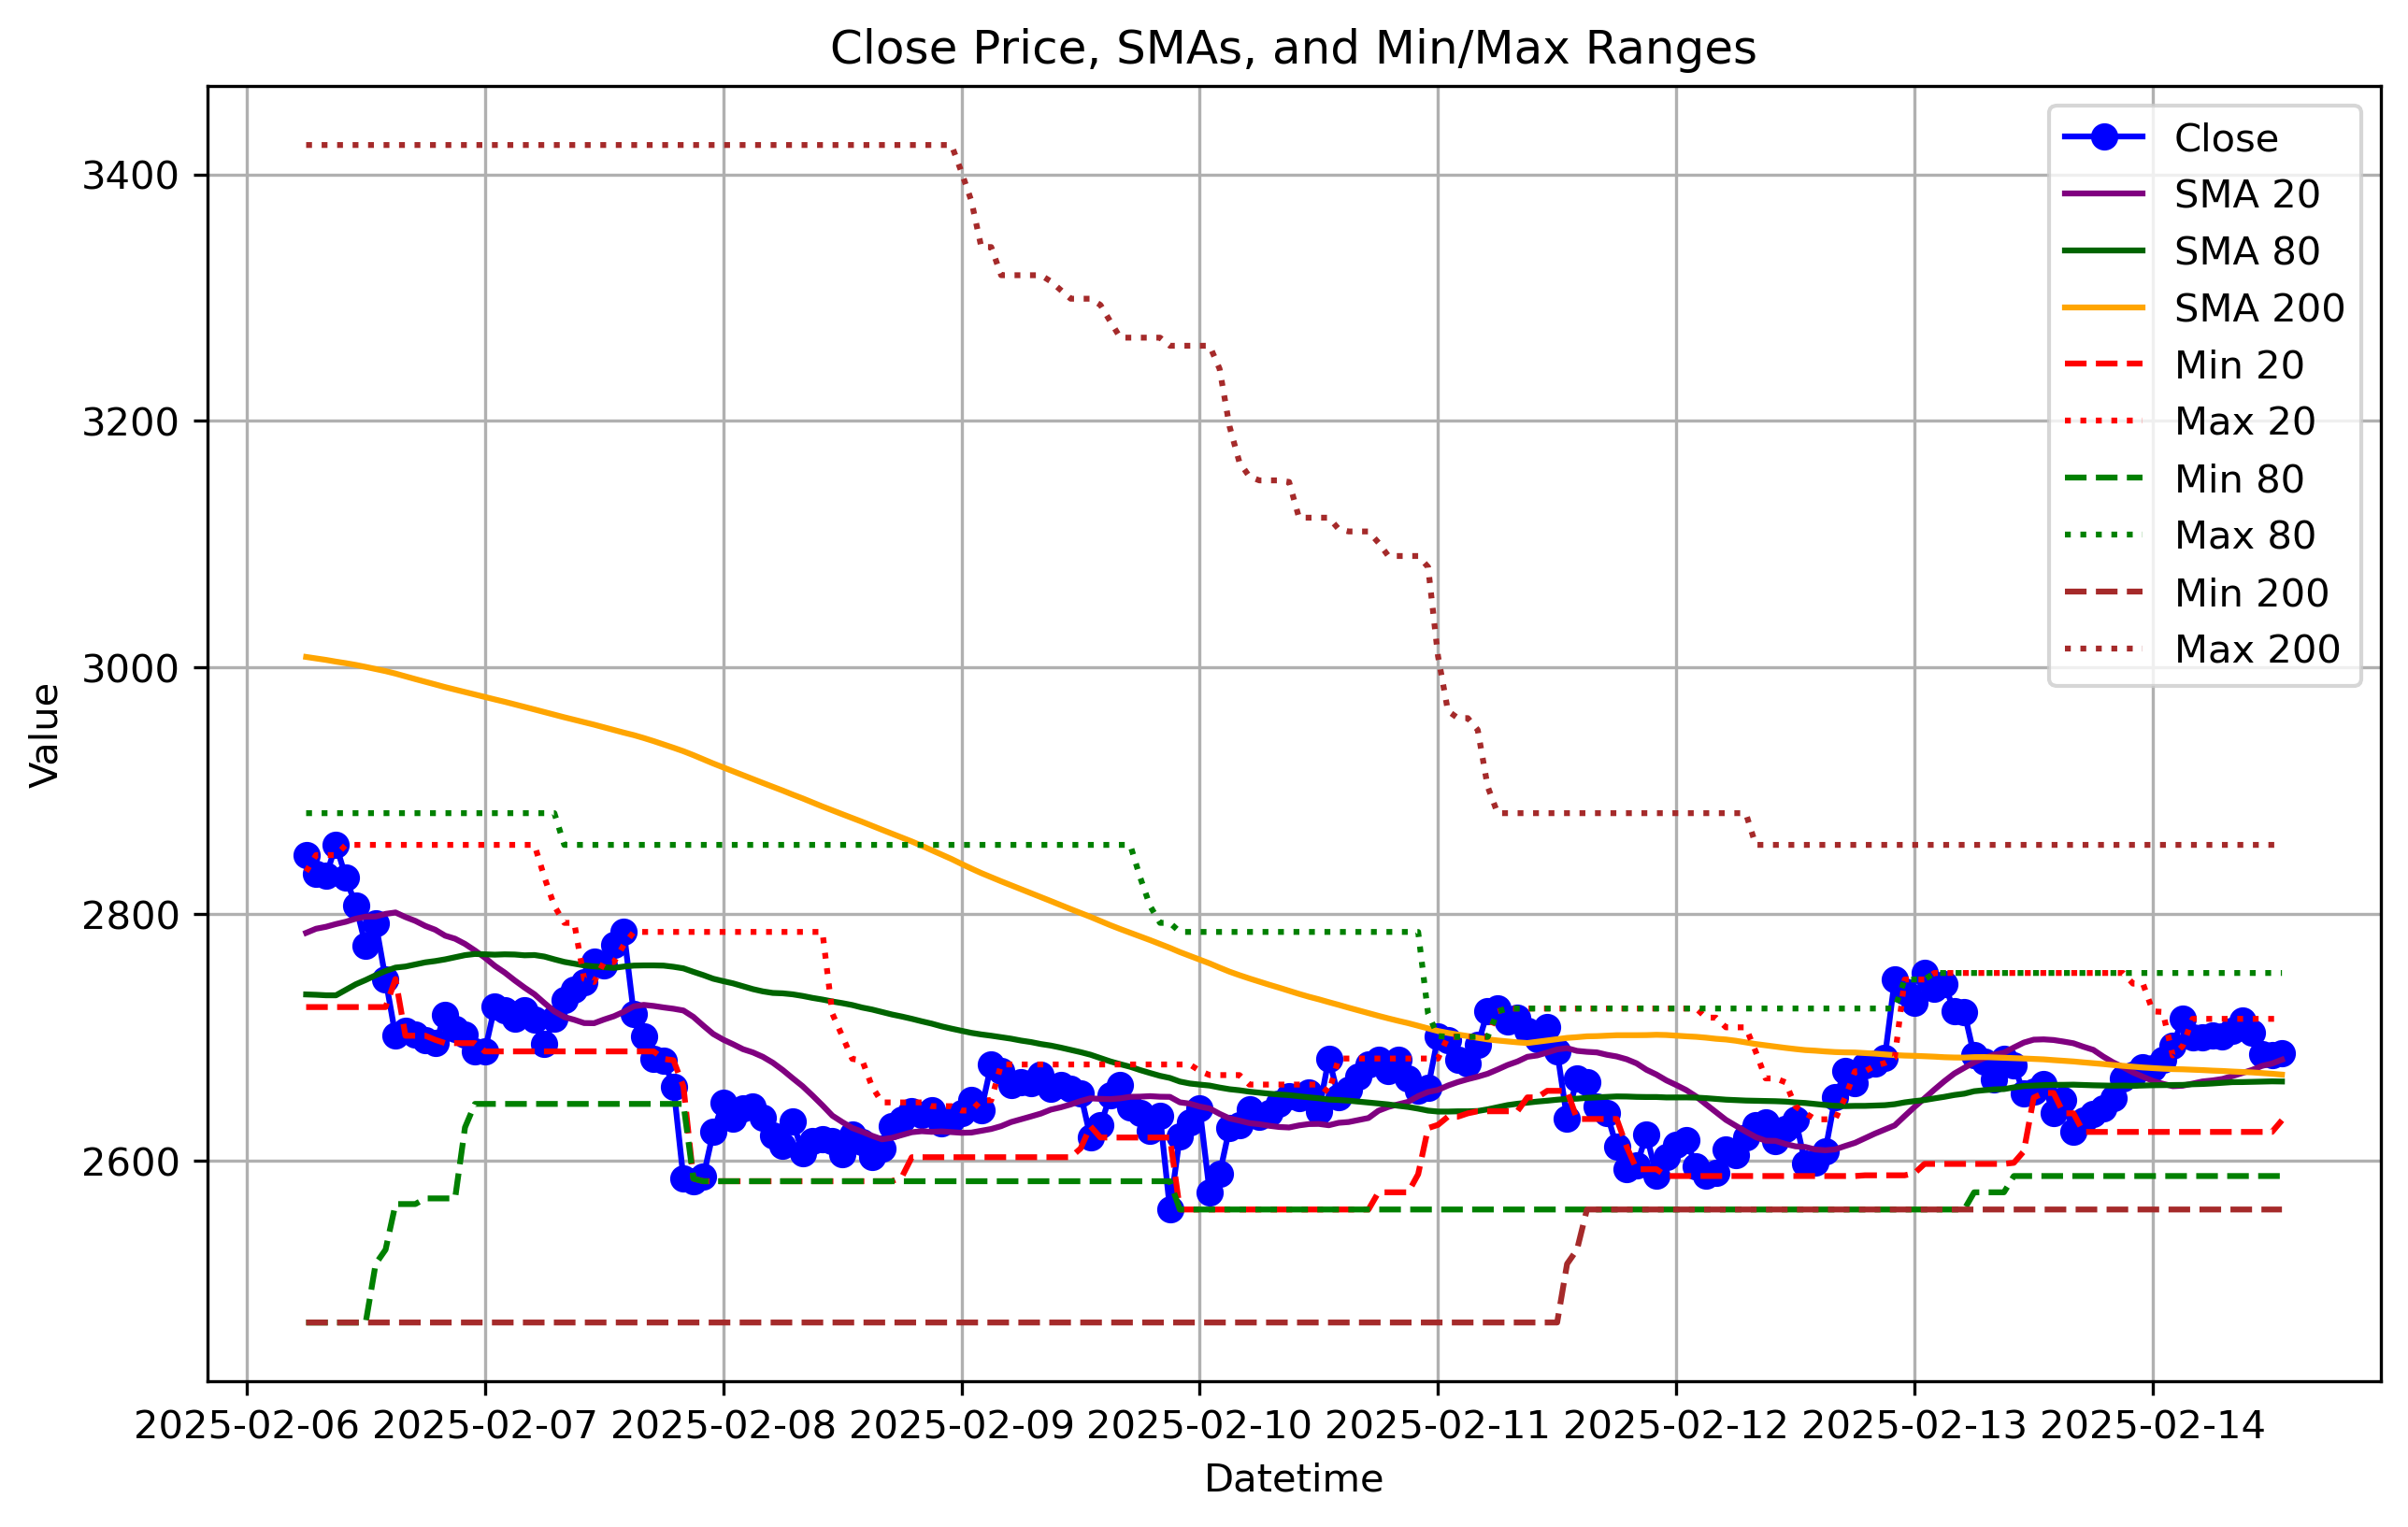 Close Price, SMAs, and Min/Max Ranges
Close
SMA 20
SMA 80
SMA 200
Min 20
Max 20
Min 80
Max 80
Min 200
Max 200
3400
3200
3000
2800
2600
Value
2025-02-06 2025-02-07 2025-02-08 2025-02-09 2025-02-10 2025-02-11 2025-02-12 2025-02-13 2025-02-14
Datetime